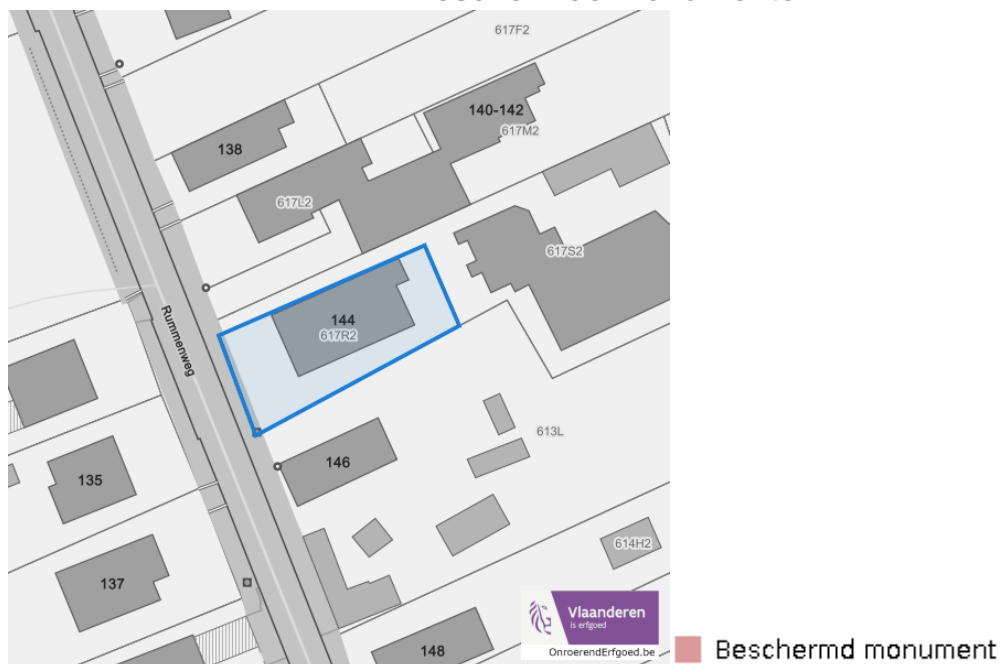 617F2
140-142
617M2
138
617L2
617S2
144
617R2
Rummenweg
613L
146
135
614H2
137
148
Vlaanderen
is erfgoed
OnroerendErfgoed.be
Beschermd monument